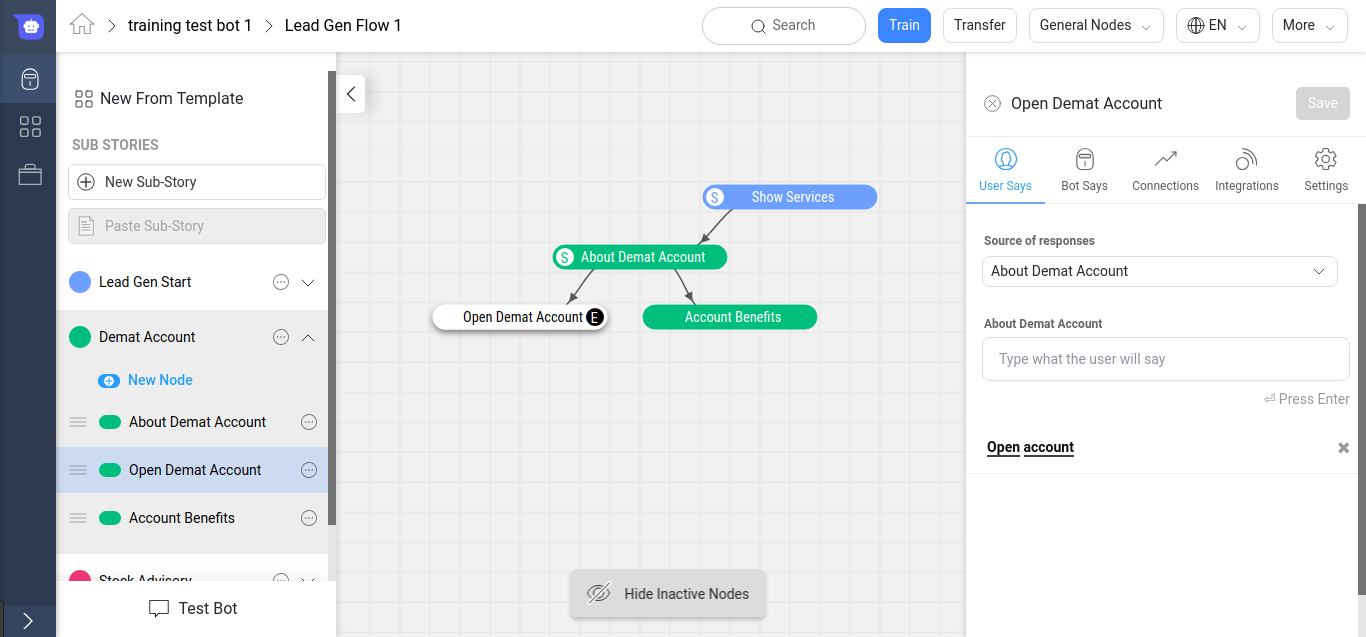 training test bot 1
Lead Gen Flow 1
Search
Train
Transfer
General Nodes
EN
More
New From Template
SUB STORIES
New Sub-Story
Paste Sub-Story
Lead Gen Start
Demat Account
New Node
About Demat Account
Open Demat Account
Account Benefits
Stock Advisory
Test Bot
S Show Services
S About Demat Account
Open Demat Account E
Account Benefits
Hide Inactive Nodes
Open Demat Account
Save
User Says
Bot Says
Connections
Integrations
Settings
Source of responses
About Demat Account
About Demat Account
Type what the user will say
⏎ Press Enter
Open account